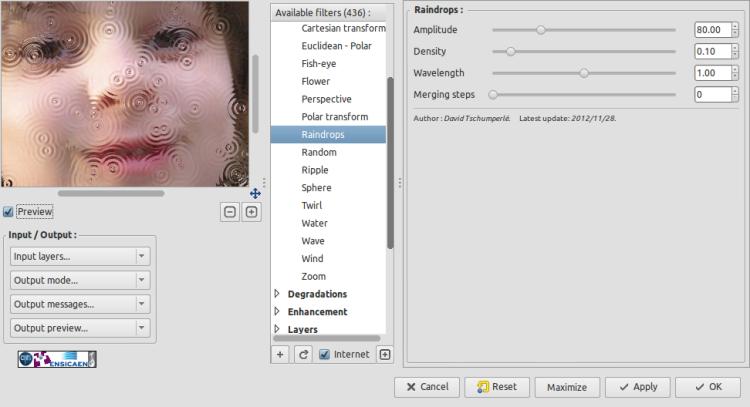 Preview
Input / Output :
Input layers...
Output mode...
Output messages...
Output preview...
ENSICAEN
Available filters (436) :
Cartesian transform
Euclidean - Polar
Fish-eye
Flower
Perspective
Polar transform
Raindrops
Random
Ripple
Sphere
Twirl
Water
Wave
Wind
Zoom
Degradations
Enhancement
Layers
Internet
Raindrops :
Amplitude 80.00
Density 0.10
Wavelength 1.00
Merging steps 0
Author : David Tschumperlé. Latest update: 2012/11/28.
Cancel Reset Maximize Apply OK